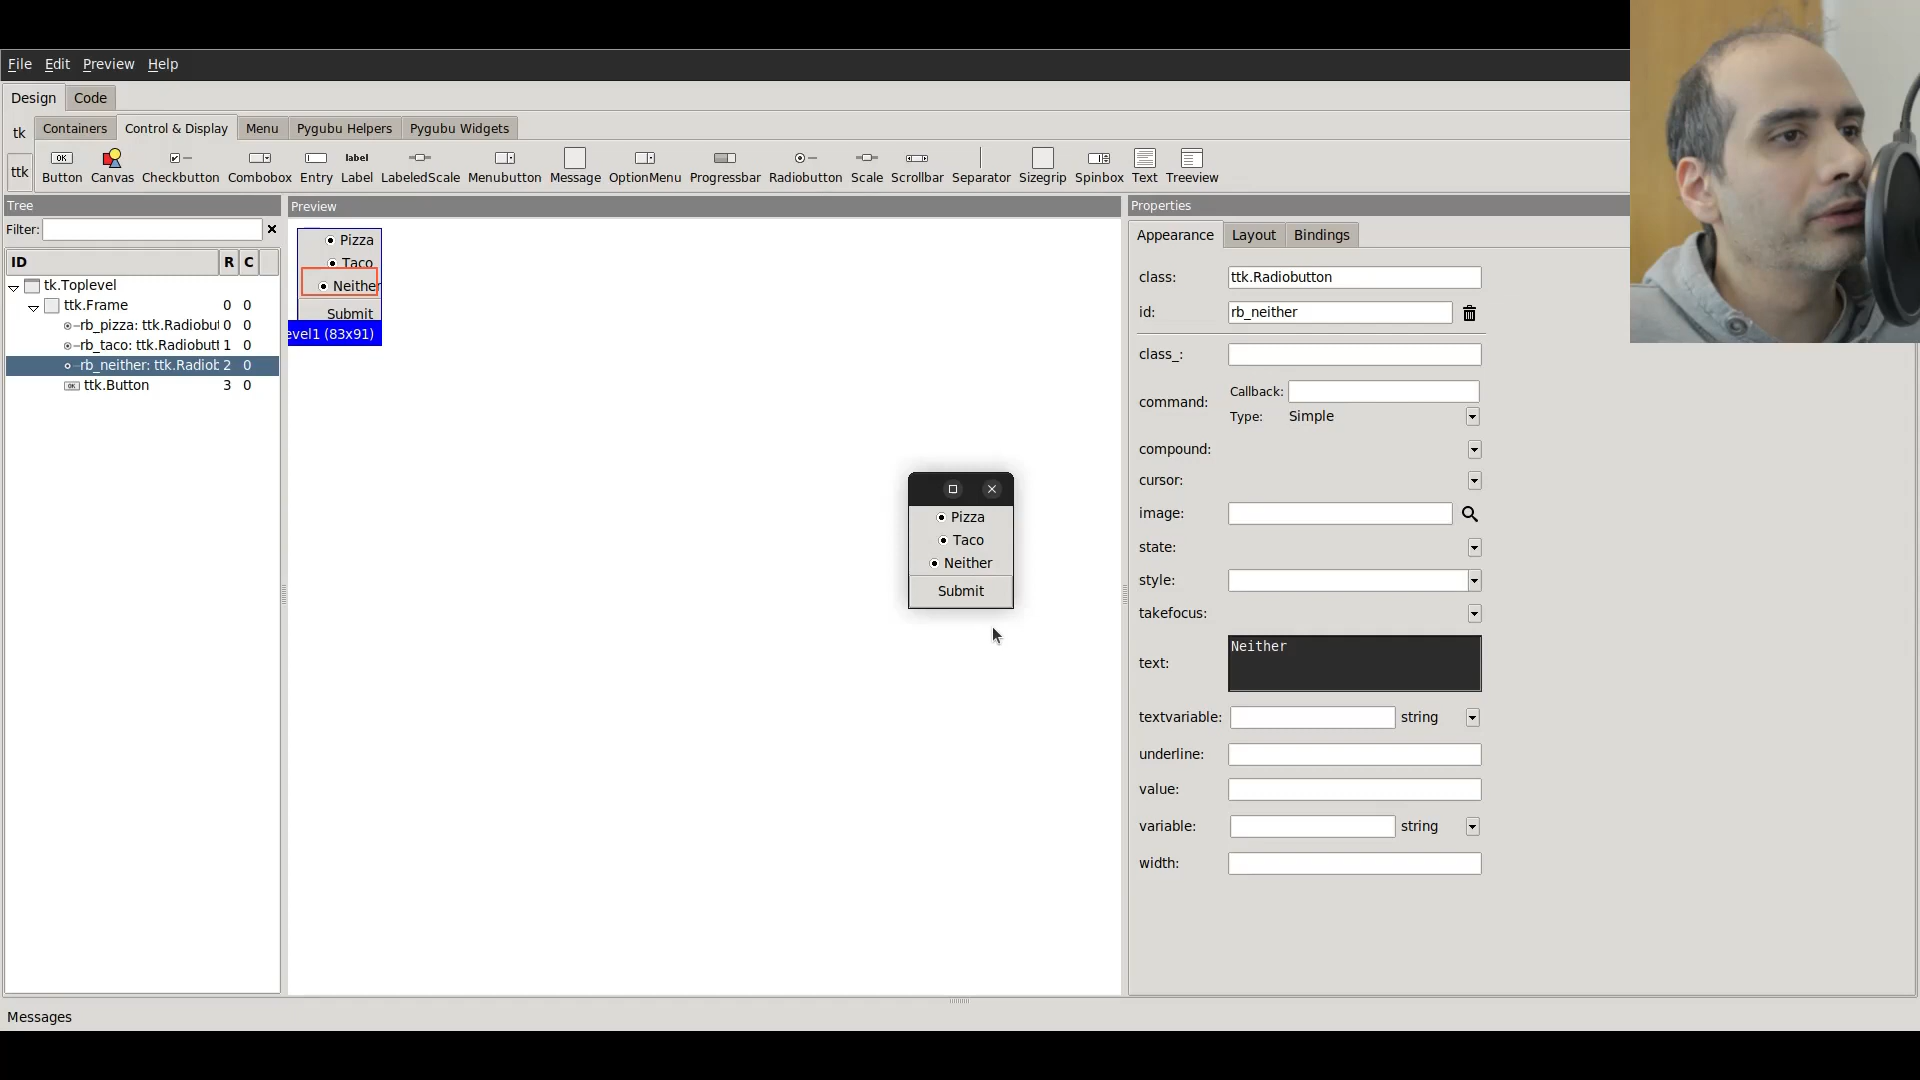 File Edit Preview Help
Design Code
tk Containers Control & Display Menu Pygubu Helpers Pygubu Widgets
ttk Button Canvas Checkbutton Combobox Entry Label LabeledScale Menubutton Message OptionMenu Progressbar Radiobutton Scale Scrollbar Separator Sizegrip Spinbox Text Treeview
OK label
Tree
Filter:
ID R C
tk.Toplevel
ttk.Frame 0 0
rb_pizza: ttk.Radiobut 0 0
rb_taco: ttk.Radiobutt 1 0
rb_neither: ttk.Radiob 2 0
OK ttk.Button 3 0
Preview
Pizza
Taco
Neither
Submit
evel1 (83x91)
Pizza
Taco
Neither
Submit
Properties
Appearance Layout Bindings
class: ttk.Radiobutton
id: rb_neither
class_:
command: Callback:
Type: Simple
compound:
cursor:
image:
state:
style:
takefocus:
text: Neither
textvariable: string
underline:
value:
variable: string
width:
Messages